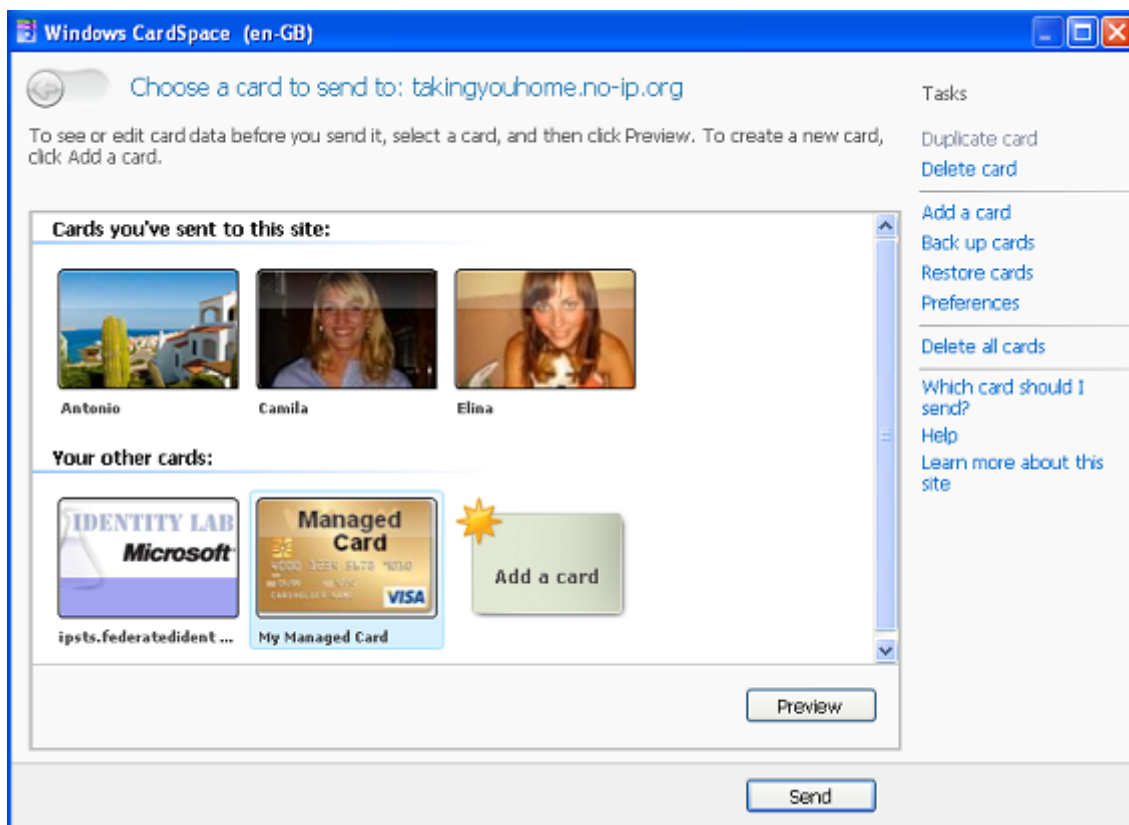 Windows CardSpace (en-GB)
Choose a card to send to: takingyouhome.no-ip.org
To see or edit card data before you send it, select a card, and then click Preview. To create a new card,
click Add a card.
Cards you've sent to this site:
Antonio
Camila
Elina
Your other cards:
IDENTITY LAB
Microsoft
ipsts.federatedident ...
Managed
Card
VISA
My Managed Card
Add a card
Preview
Send
Tasks
Duplicate card
Delete card
Add a card
Back up cards
Restore cards
Preferences
Delete all cards
Which card should I
send?
Help
Learn more about this
site